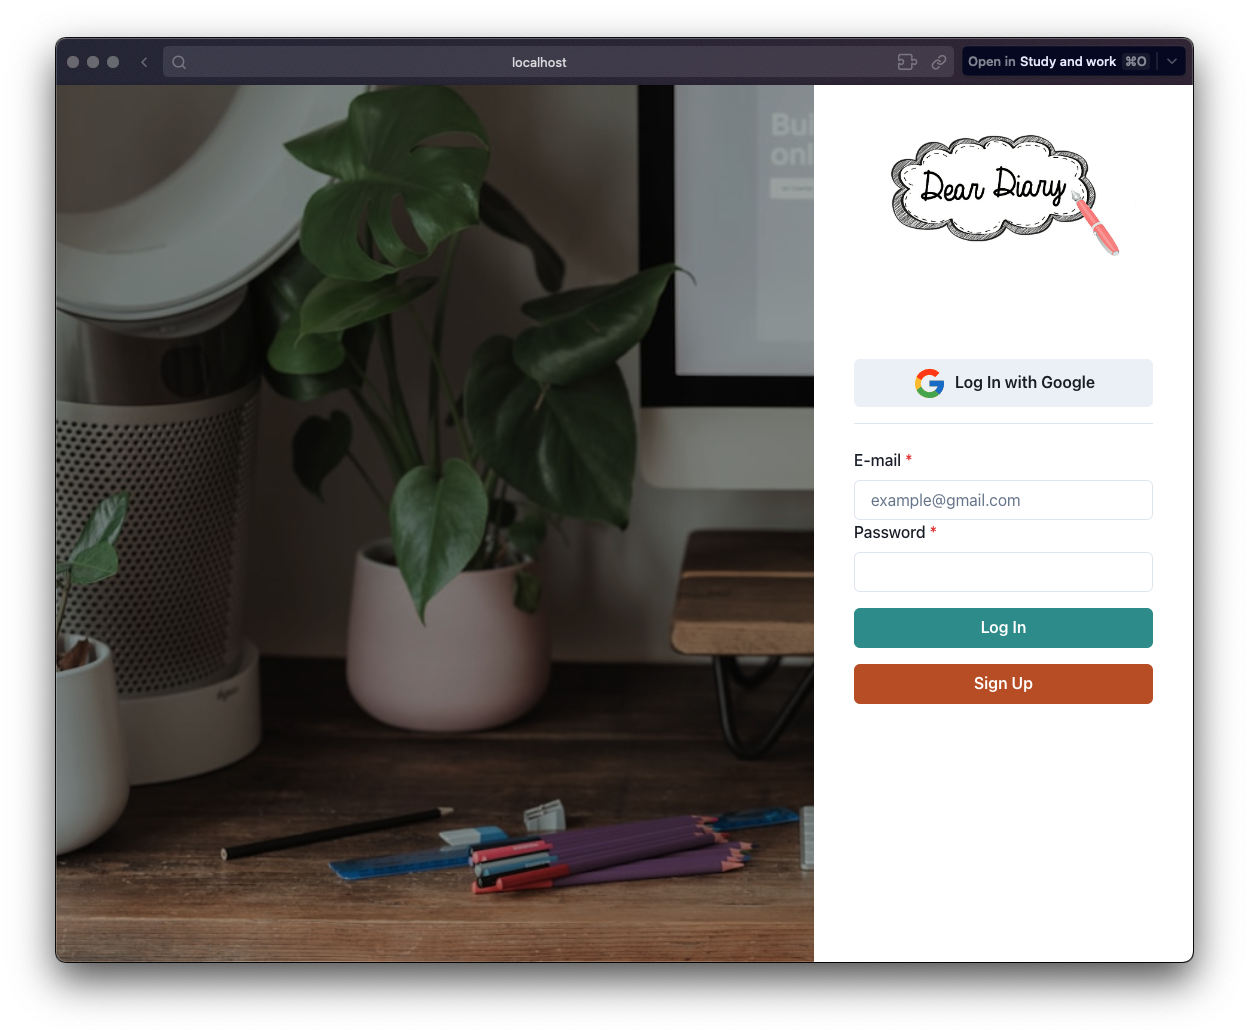 localhost
Open in Study and work ⌘O
Bui
onl
Dear Diary
Log In with Google
E-mail *
example@gmail.com
Password *
Log In
Sign Up
dyson